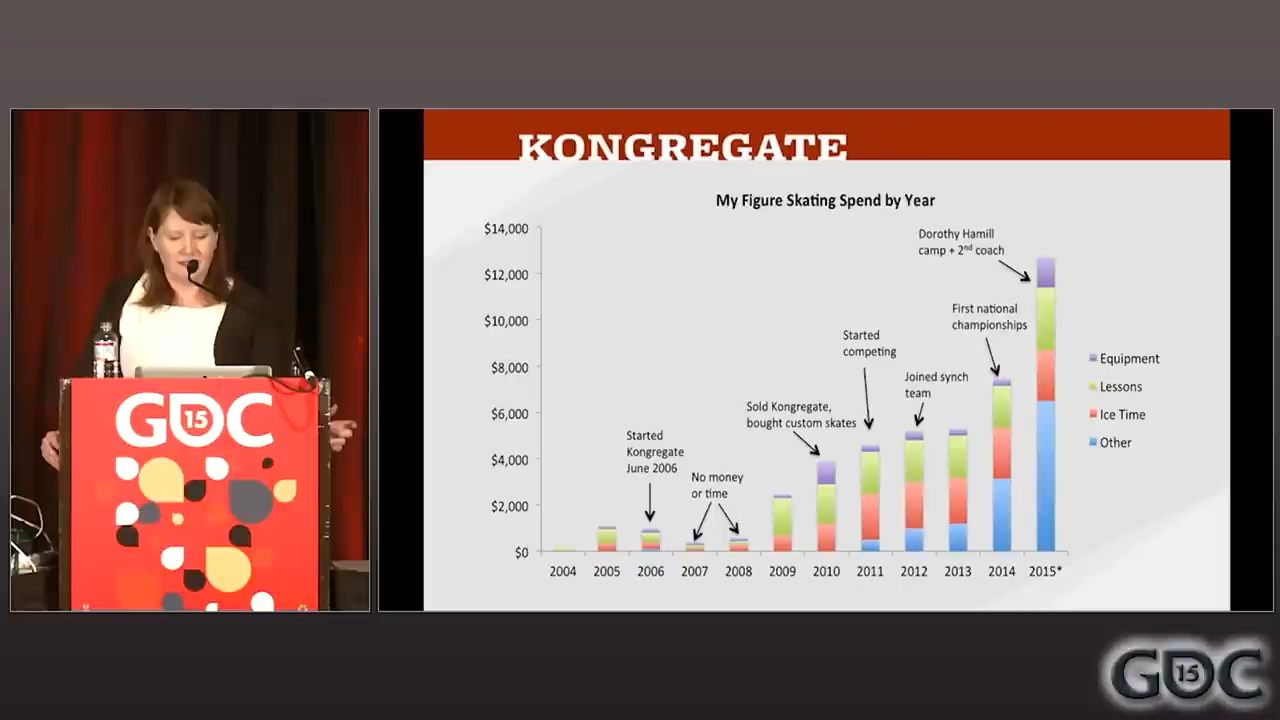 KONGREGATE
My Figure Skating Spend by Year
$14,000
$12,000
$10,000
$8,000
$6,000
$4,000
$2,000
$0
Started
Kongregate
June 2006
No money
or time
Sold Kongregate,
bought custom skates
Started
competing
Joined synch
team
First national
championships
Dorothy Hamill
camp + 2nd coach
Equipment
Lessons
Ice Time
Other
2004 2005 2006 2007 2008 2009 2010 2011 2012 2013 2014 2015*
GDC
15
GDC
15